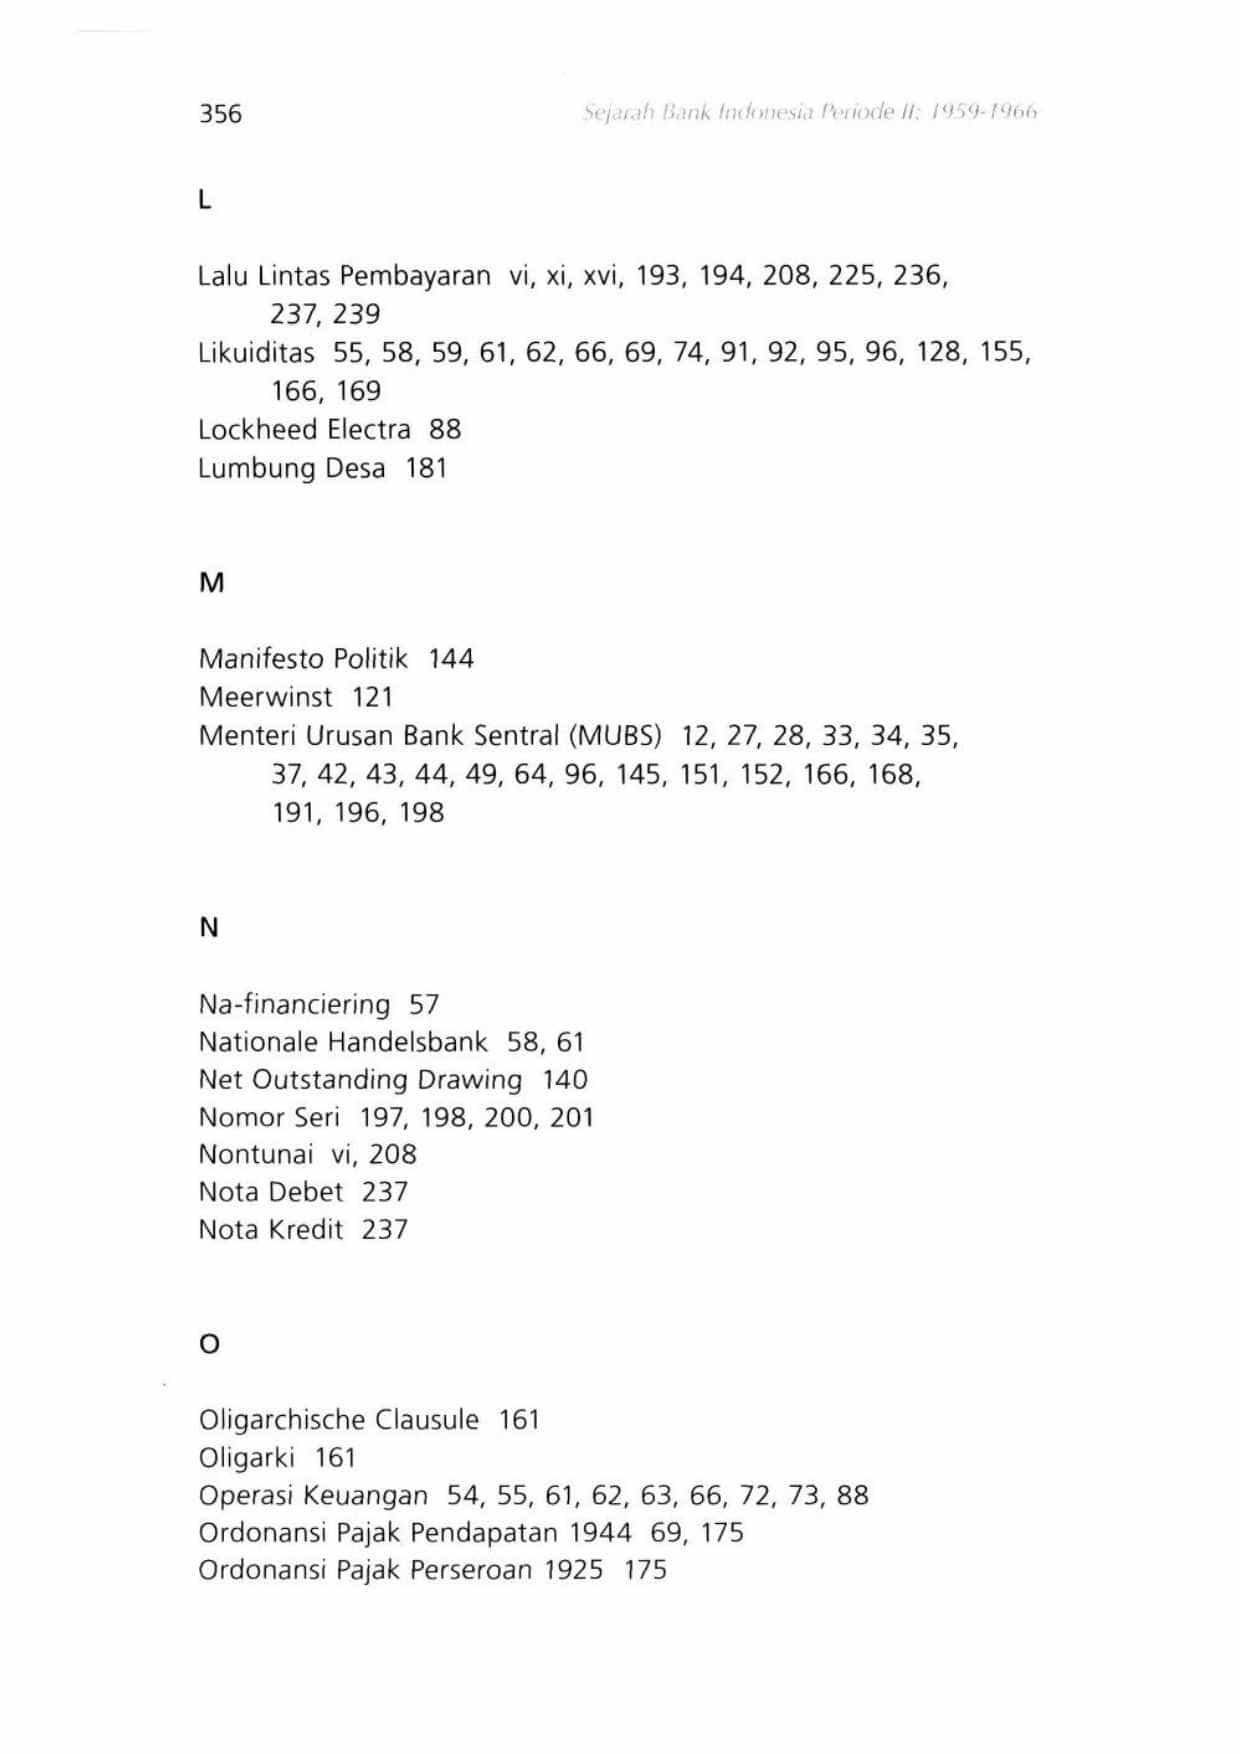 356
Sejarah Bank Indonesia Periode II: 1959-1966
L
Lalu Lintas Pembayaran vi, xi, xvi, 193, 194, 208, 225, 236,
237, 239
Likuiditas 55, 58, 59, 61, 62, 66, 69, 74, 91, 92, 95, 96, 128, 155,
166, 169
Lockheed Electra 88
Lumbung Desa 181
M
Manifesto Politik 144
Meerwinst 121
Menteri Urusan Bank Sentral (MUBS) 12, 27, 28, 33, 34, 35,
37, 42, 43, 44, 49, 64, 96, 145, 151, 152, 166, 168,
191, 196, 198
N
Na-financiering 57
Nationale Handelsbank 58, 61
Net Outstanding Drawing 140
Nomor Seri 197, 198, 200, 201
Nontunai vi, 208
Nota Debet 237
Nota Kredit 237
O
Oligarchische Clausule 161
Oligarki 161
Operasi Keuangan 54, 55, 61, 62, 63, 66, 72, 73, 88
Ordonansi Pajak Pendapatan 1944 69, 175
Ordonansi Pajak Perseroan 1925 175